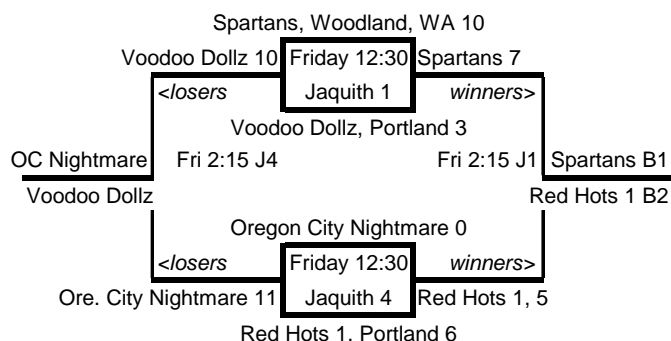 Spartans, Woodland, WA 10
Voodoo Dollz 10 Friday 12:30 Spartans 7
<losers Jaquith 1 winners>
Voodoo Dollz, Portland 3
OC Nightmare Fri 2:15 J4 Fri 2:15 J1 Spartans B1
Voodoo Dollz Red Hots 1 B2
Oregon City Nightmare 0
<losers Friday 12:30 winners>
Ore. City Nightmare 11 Jaquith 4 Red Hots 1, 5
Red Hots 1, Portland 6